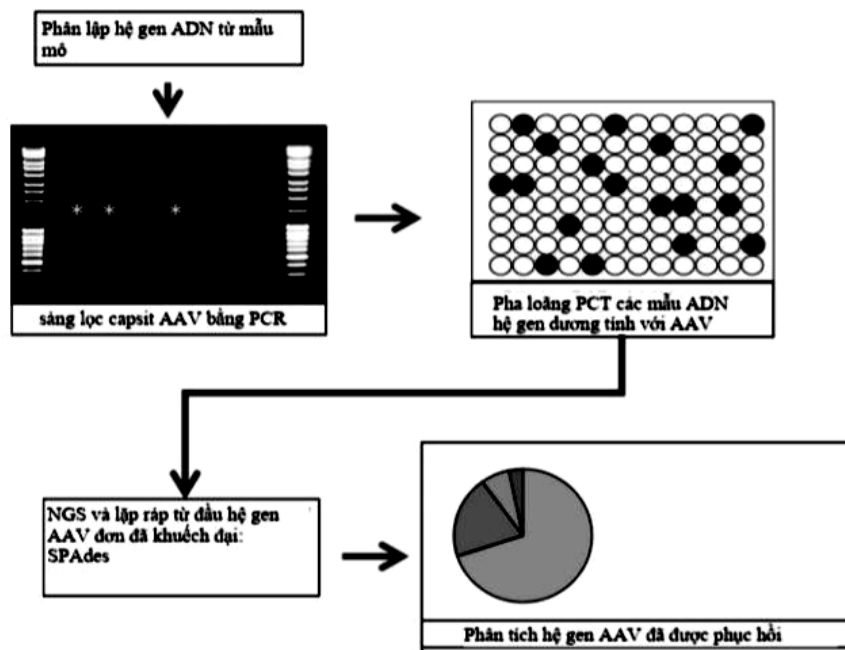 Phân lập hệ gen ADN từ mẫu
mô
* * *
sàng lọc capsit AAV bằng PCR
Pha loãng PCT các mẫu ADN
hệ gen dương tính với AAV
NGS và lặp ráp từ đầu hệ gen
AAV đơn đã khuếch đại:
SPAdes
Phân tích hệ gen AAV đã được phục hồi